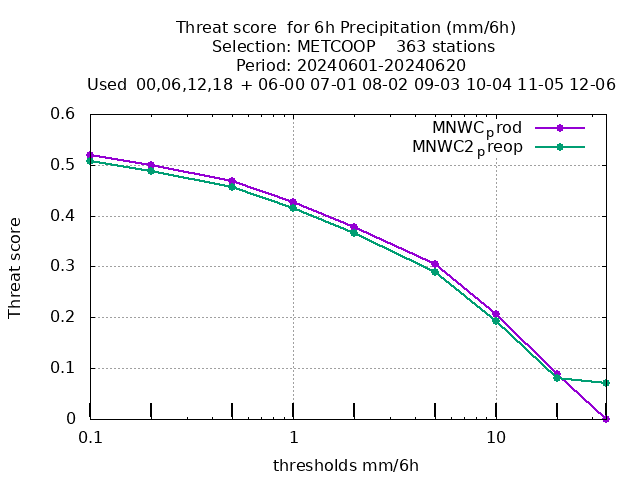 Threat score  for 6h Precipitation (mm/6h)
Selection: METCOOP    363 stations
Period: 20240601-20240620
Used  00,06,12,18  + 06-00 07-01 08-02 09-03 10-04 11-05 12-06
MNWCprod
MNWC2preop
0.6
0.5
0.4
0.3
0.2
0.1
0
Threat score
0.1 1 10
thresholds mm/6h